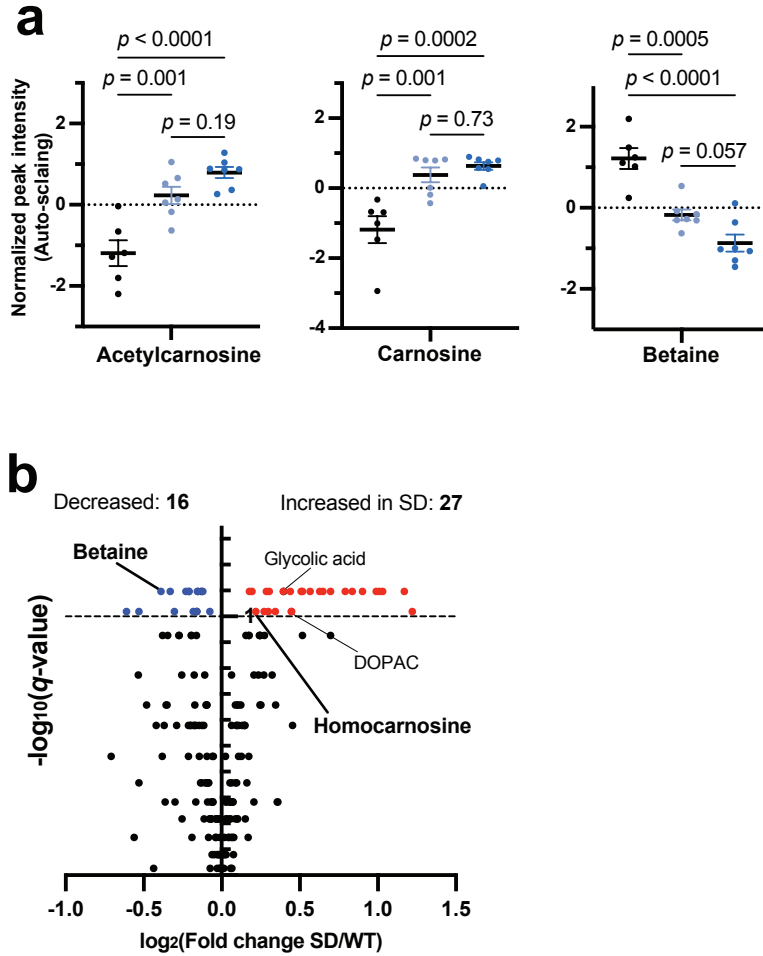 a
p < 0.0001
p = 0.001
p = 0.19
Normalized peak intensity
(Auto-sclaing)
2
0
-2
Acetylcarnosine
p = 0.0002
p = 0.001
p = 0.73
4
2
0
-2
-4
Carnosine
p = 0.0005
p < 0.0001
p = 0.057
2
0
-2
Betaine
b
Decreased: 16
Increased in SD: 27
Betaine
Glycolic acid
1
DOPAC
Homocarnosine
-log10(q-value)
-1.0
-0.5
0.0
0.5
1.0
1.5
log2(Fold change SD/WT)